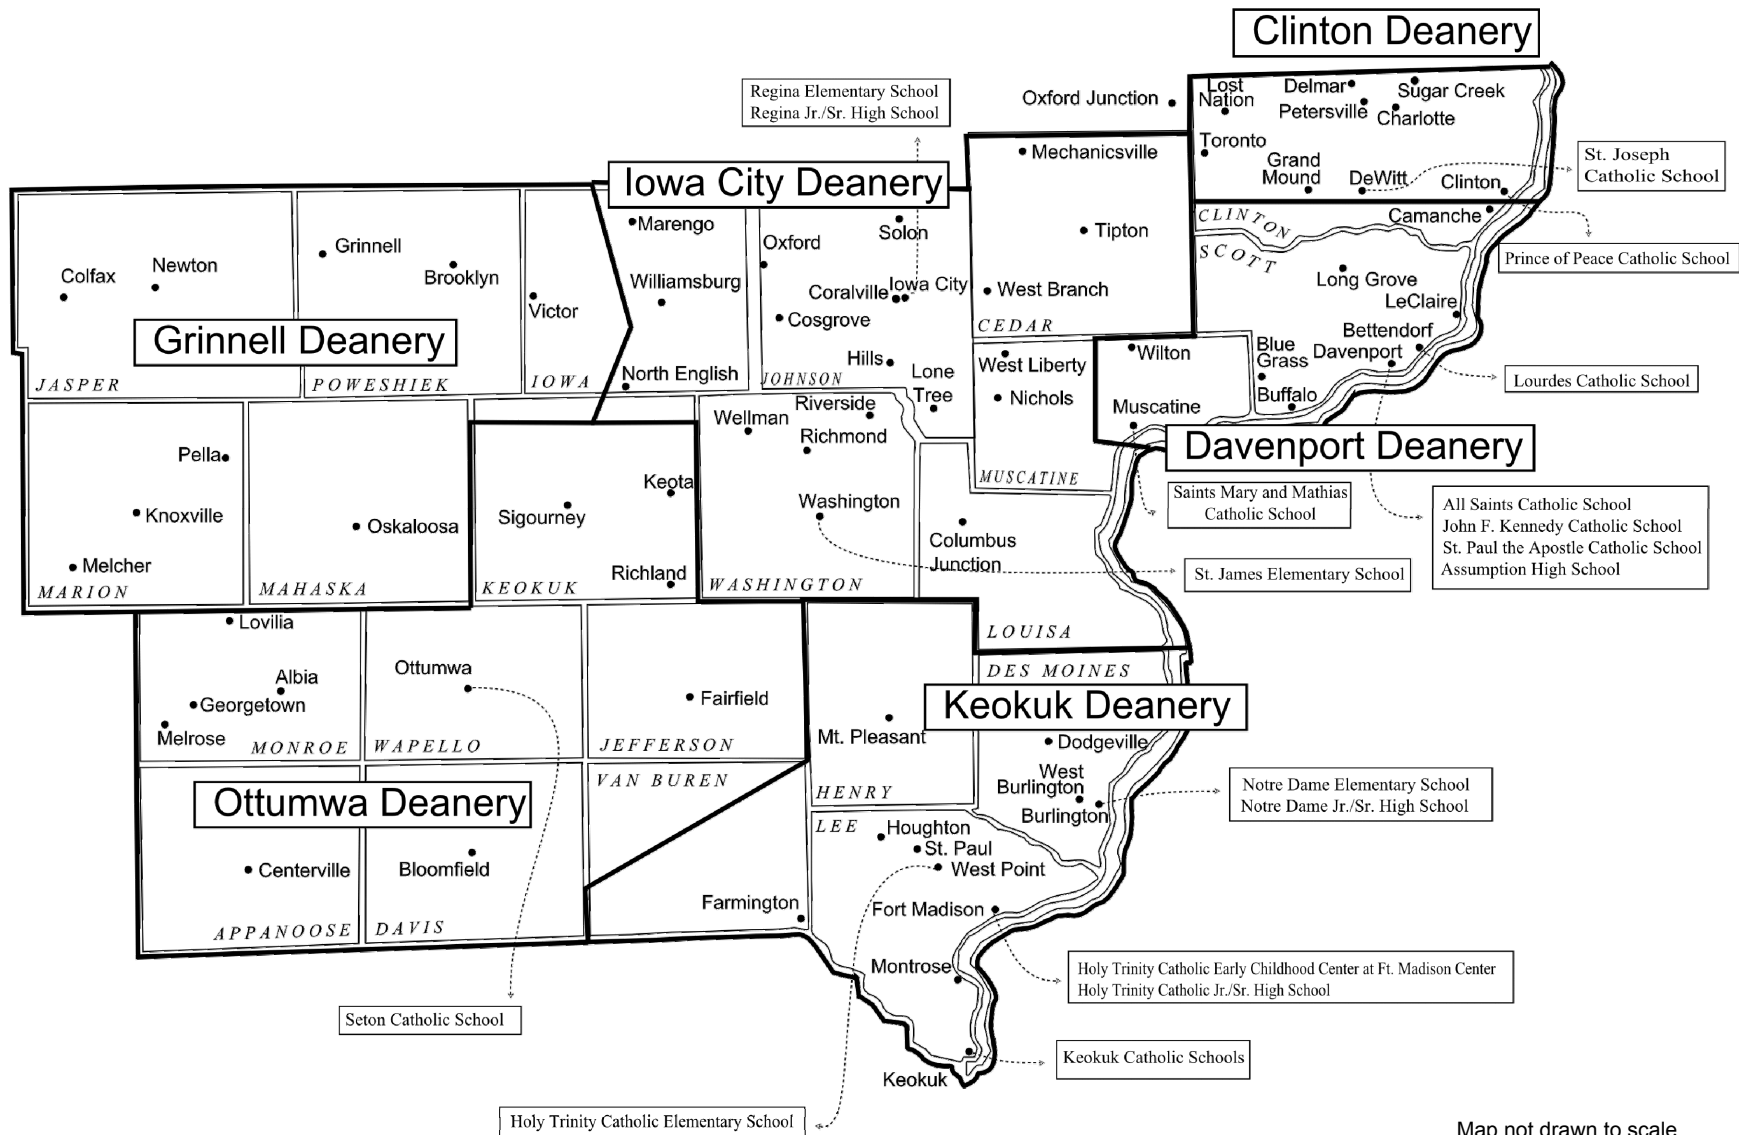 Clinton Deanery
Regina Elementary School
Regina Jr./Sr. High School
Oxford Junction
Lost
Nation
Delmar
Sugar Creek
Petersville
Charlotte
Toronto
Grand
Mound
DeWitt
Clinton
St. Joseph
Catholic School
Camanche
Prince of Peace Catholic School
Iowa City Deanery
Mechanicsville
Tipton
West Branch
CEDAR
CLINTON
SCOTT
Long Grove
LeClaire
Bettendorf
Blue
Grass
Davenport
Buffalo
Lourdes Catholic School
Marengo
Williamsburg
North English
Oxford
Solon
Coralville
Iowa City
Cosgrove
Hills
Lone
Tree
JOHNSON
West Liberty
Nichols
MUSCATINE
Wilton
Muscatine
Davenport Deanery
Saints Mary and Mathias
Catholic School
All Saints Catholic School
John F. Kennedy Catholic School
St. Paul the Apostle Catholic School
Assumption High School
Colfax
Newton
Grinnell
Brooklyn
Victor
Grinnell Deanery
JASPER
POWESHIEK
IOWA
Pella
Knoxville
Melcher
MARION
Oskaloosa
MAHASKA
Keota
Sigourney
Richland
KEOKUK
Wellman
Riverside
Richmond
Washington
WASHINGTON
Columbus
Junction
St. James Elementary School
LOUISA
Lovilia
Albia
Georgetown
Melrose
MONROE
Ottumwa
WAPELLO
Fairfield
JEFFERSON
Mt. Pleasant
HENRY
DES MOINES
Keokuk Deanery
Dodgeville
West
Burlington
Burlington
Notre Dame Elementary School
Notre Dame Jr./Sr. High School
VAN BUREN
Ottumwa Deanery
Centerville
APPANOOSE
Bloomfield
DAVIS
Farmington
LEE
Houghton
St. Paul
West Point
Fort Madison
Montrose
Holy Trinity Catholic Early Childhood Center at Ft. Madison Center
Holy Trinity Catholic Jr./Sr. High School
Seton Catholic School
Keokuk
Keokuk Catholic Schools
Holy Trinity Catholic Elementary School
Map not drawn to scale